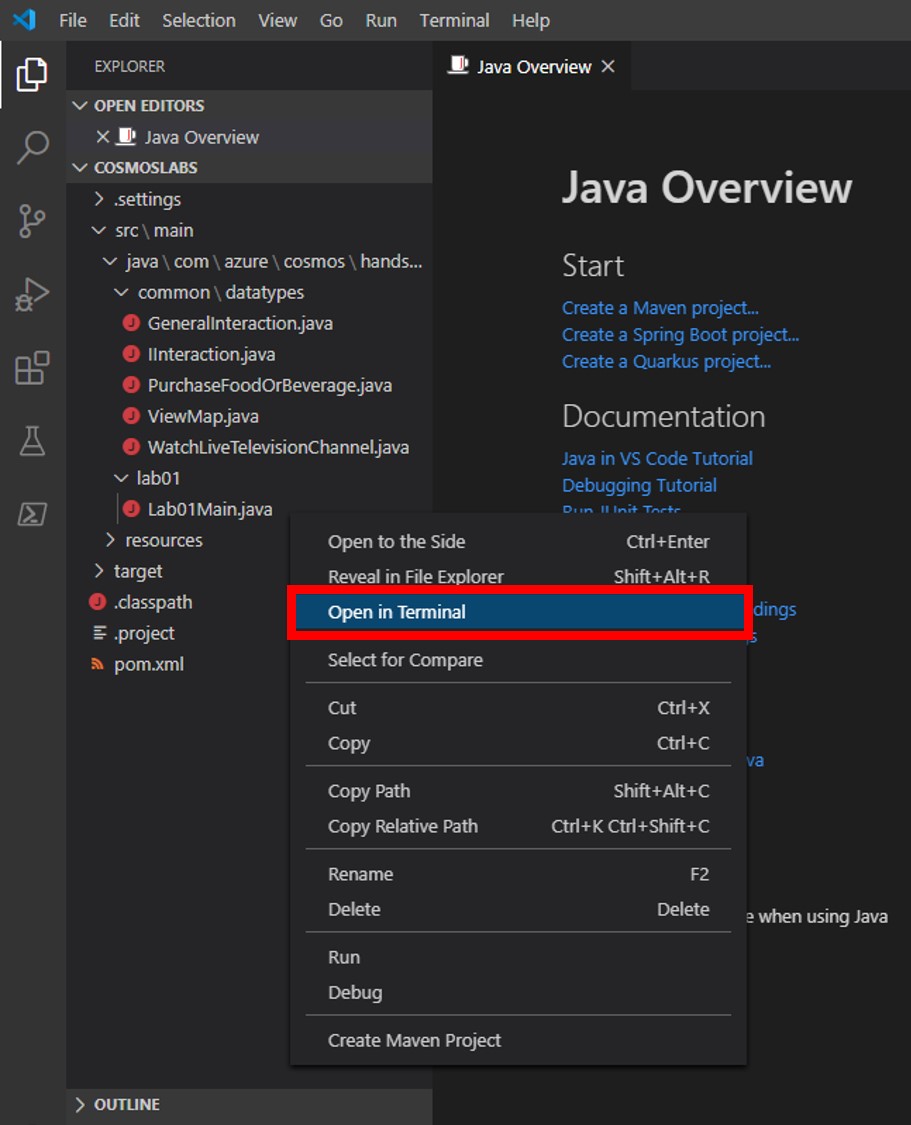 File Edit Selection View Go Run Terminal Help
EXPLORER
OPEN EDITORS
Java Overview
COSMOSLABS
.settings
src \ main
java \ com \ azure \ cosmos \ hands...
common \ datatypes
GeneralInteraction.java
IInteraction.java
PurchaseFoodOrBeverage.java
ViewMap.java
WatchLiveTelevisionChannel.java
lab01
Lab01Main.java
resources
target
.classpath
.project
pom.xml
OUTLINE
Java Overview
Java Overview
Start
Create a Maven project...
Create a Spring Boot project...
Create a Quarkus project...
Documentation
Java in VS Code Tutorial
Debugging Tutorial
Run JUnit Tests
dings
s
va
e when using Java
Open to the Side Ctrl+Enter
Reveal in File Explorer Shift+Alt+R
Open in Terminal
Select for Compare
Cut Ctrl+X
Copy Ctrl+C
Copy Path Shift+Alt+C
Copy Relative Path Ctrl+K Ctrl+Shift+C
Rename F2
Delete Delete
Run
Debug
Create Maven Project